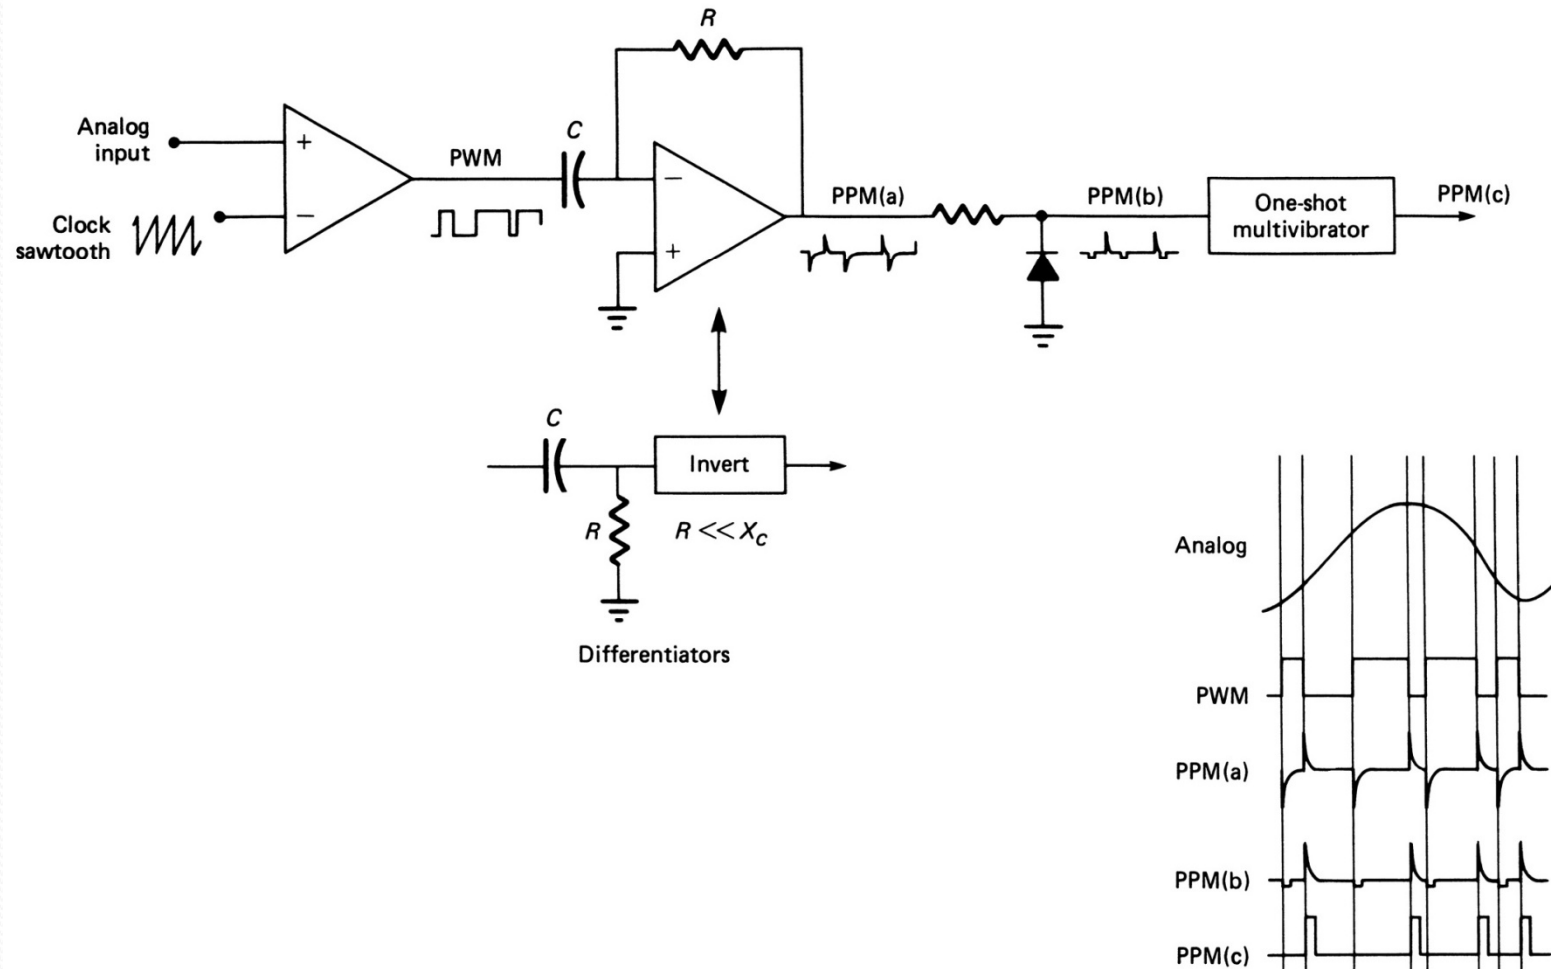 R
Analog
input
+
−
Clock
sawtooth
PWM
C
−
+
PPM(a)
PPM(b)
One-shot
multivibrator
PPM(c)
C
Invert
R
R << Xc
Differentiators
Analog
PWM
PPM(a)
PPM(b)
PPM(c)